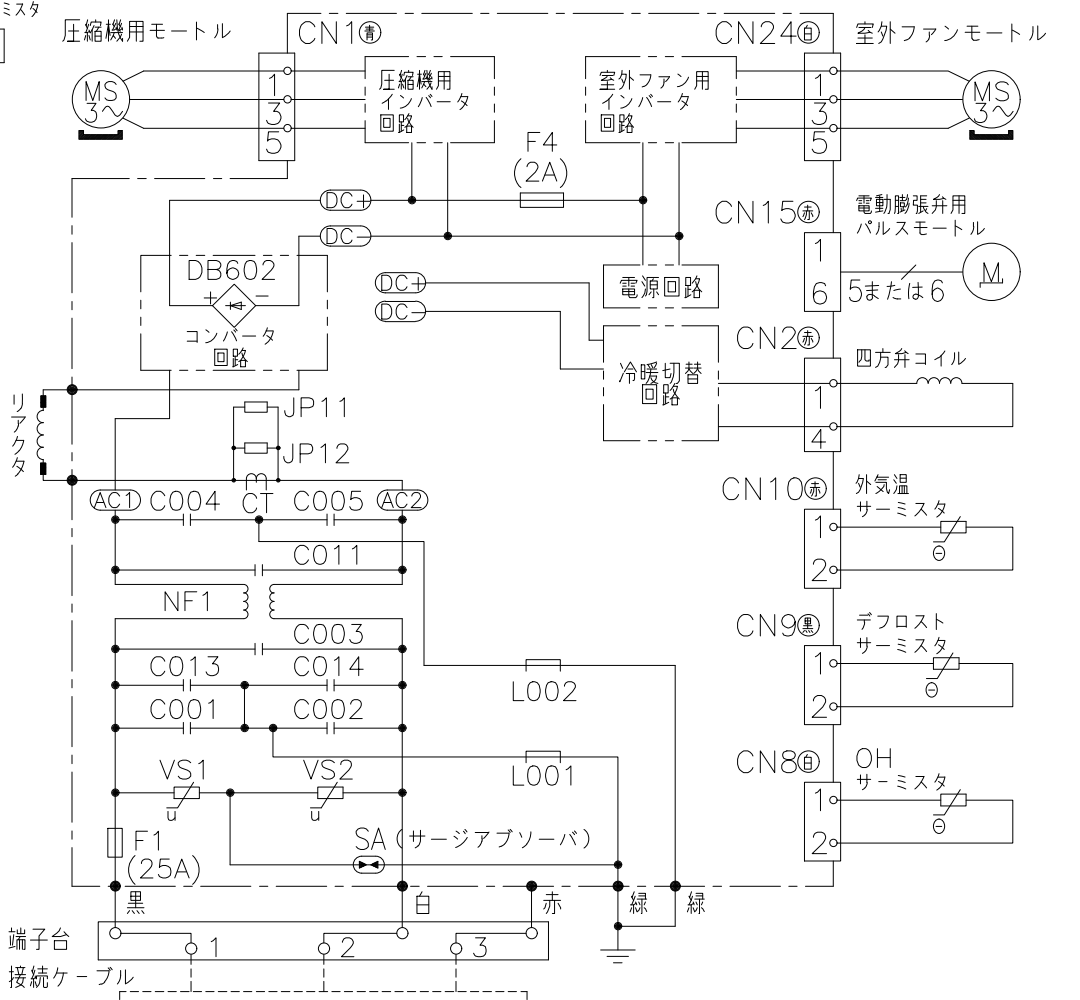 ミスタ
圧縮機用モートル
CN1㊟青
CN24白
室外ファンモートル
MS
3～
1
3
5
圧縮機用
インバータ
回路
室外ファン用
インバータ
回路
1
3
5
MS
3～
F4
(2A)
DC+
DC-
CN15赤
電動膨張弁用
パルスモートル
1
6
5または6
M
DB602
+
-
コンバータ
回路
DC+
DC-
電源回路
CN2赤
四方弁コイル
冷暖切替
回路
1
4
リアクタ
JP11
JP12
CT
AC1
C004
C005
AC2
CN10赤
外気温
サーミスタ
1
2
θ
C011
NF1
C003
C013
C014
C001
C002
L002
CN9黒
デフロスト
サーミスタ
1
2
θ
L001
VS1
u
VS2
u
CN8白
OH
サーミスタ
1
2
θ
F1
(25A)
SA(サージアブソーバ)
黒
白
赤
緑
緑
端子台
1
2
3
接続ケーブル